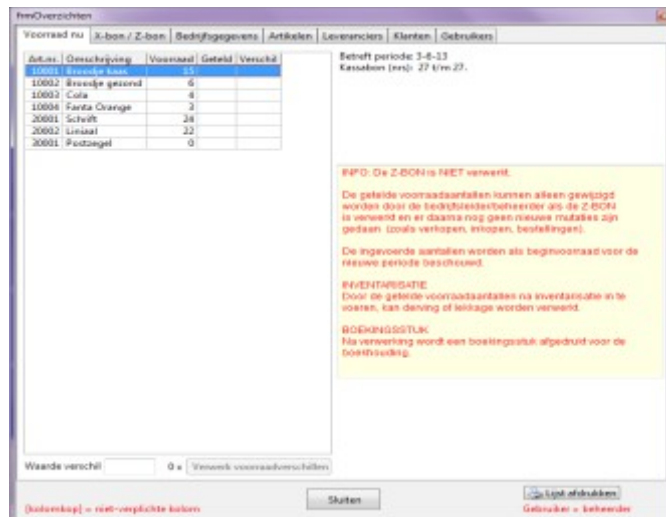 frmOverzichten
Voorraad nu X-bon / Z-bon Bedrijfsgegevens Artikelen Leveranciers Klanten Gebruikers
Art.nr. Omschrijving Voorraad Geteld Verschil
10001 Broodje kaas 15
10002 Broodje gezond 6
10003 Cola 4
10004 Fanta Orange 3
20001 Schrift 24
20002 Liniaal 22
30001 Postzegel 0
Betreft periode: 3-6-13
Kassabon (nrs): 27 t/m 27.
INFO: De Z-BON is NIET verwerkt.
De getelde voorraadaantallen kunnen alleen gewijzigd
worden door de bedrijfsleider/beheerder als de Z-BON
is verwerkt en er daarna nog geen nieuwe mutaties zijn
gedaan (zoals verkopen, inkopen, bestellingen).
De ingevoerde aantallen worden als beginvoorraad voor de
nieuwe periode beschouwd.
INVENTARISATIE
Door de getelde voorraadaantallen na inventarisatie in te
voeren, kan derving of lekkage worden verwerkt.
BOEKINGSSTUK
Na verwerking wordt een boekingsstuk afgedrukt voor de
boekhouding.
Waarde verschil 0 x Verwerk voorraadverschillen
Sluiten
Lijst afdrukken
[kolomkop] = niet-verplichte kolom
Gebruiker = beheerder